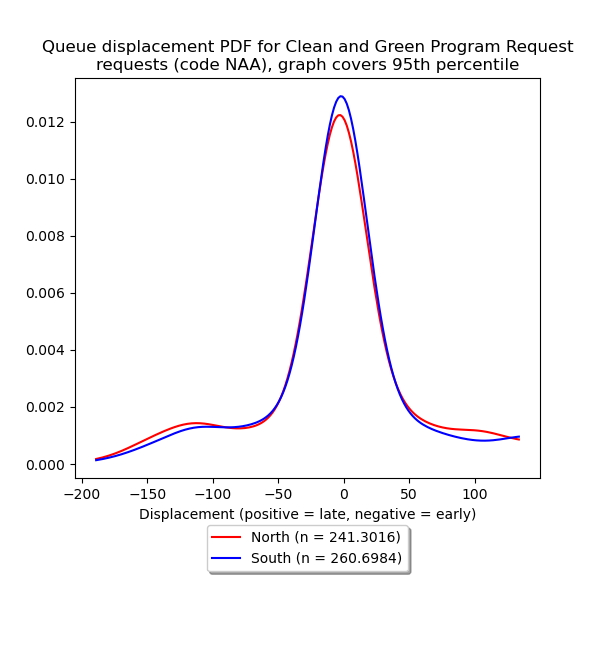 Queue displacement PDF for Clean and Green Program Request
requests (code NAA), graph covers 95th percentile
0.012
0.010
0.008
0.006
0.004
0.002
0.000
−200 −150 −100 −50 0 50 100
Displacement (positive = late, negative = early)
North (n = 241.3016)
South (n = 260.6984)